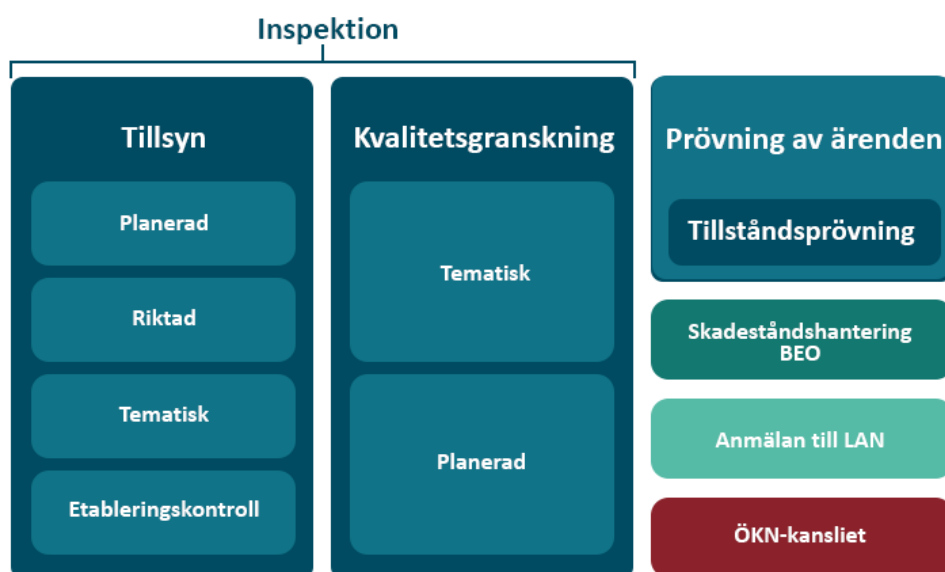 Inspektion
Tillsyn
Planerad
Riktad
Tematisk
Etableringskontroll
Kvalitetsgranskning
Tematisk
Planerad
Prövning av ärenden
Tillståndsprövning
Skadeståndshantering
BEO
Anmälan till LAN
ÖKN-kansliet